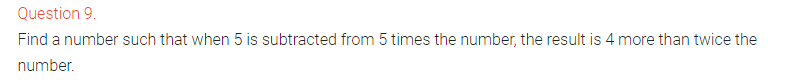 Question 9.
Find a number such that when 5 is subtracted from 5 times the number, the result is 4 more than twice the
number.